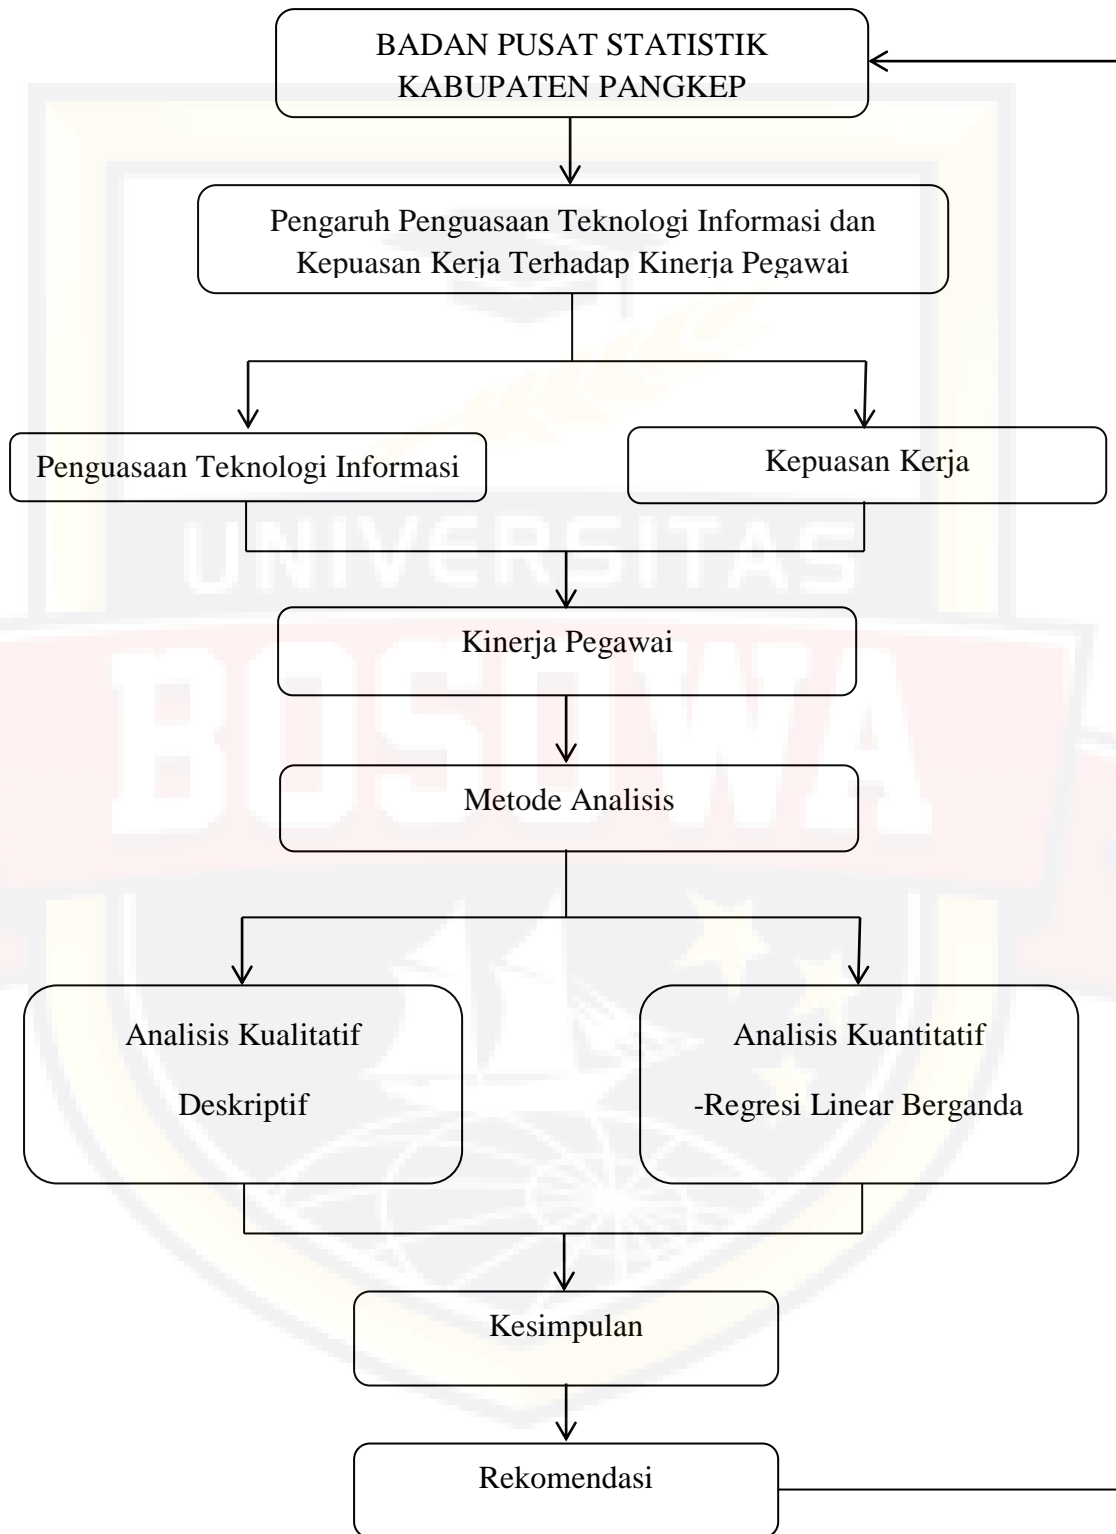 BADAN PUSAT STATISTIK
KABUPATEN PANGKEP
Pengaruh Penguasaan Teknologi Informasi dan
Kepuasan Kerja Terhadap Kinerja Pegawai
Penguasaan Teknologi Informasi
Kepuasan Kerja
UNIVERSITAS
Kinerja Pegawai
BOSOWA
Metode Analisis
Analisis Kualitatif
Deskriptif
Analisis Kuantitatif
-Regresi Linear Berganda
Kesimpulan
Rekomendasi